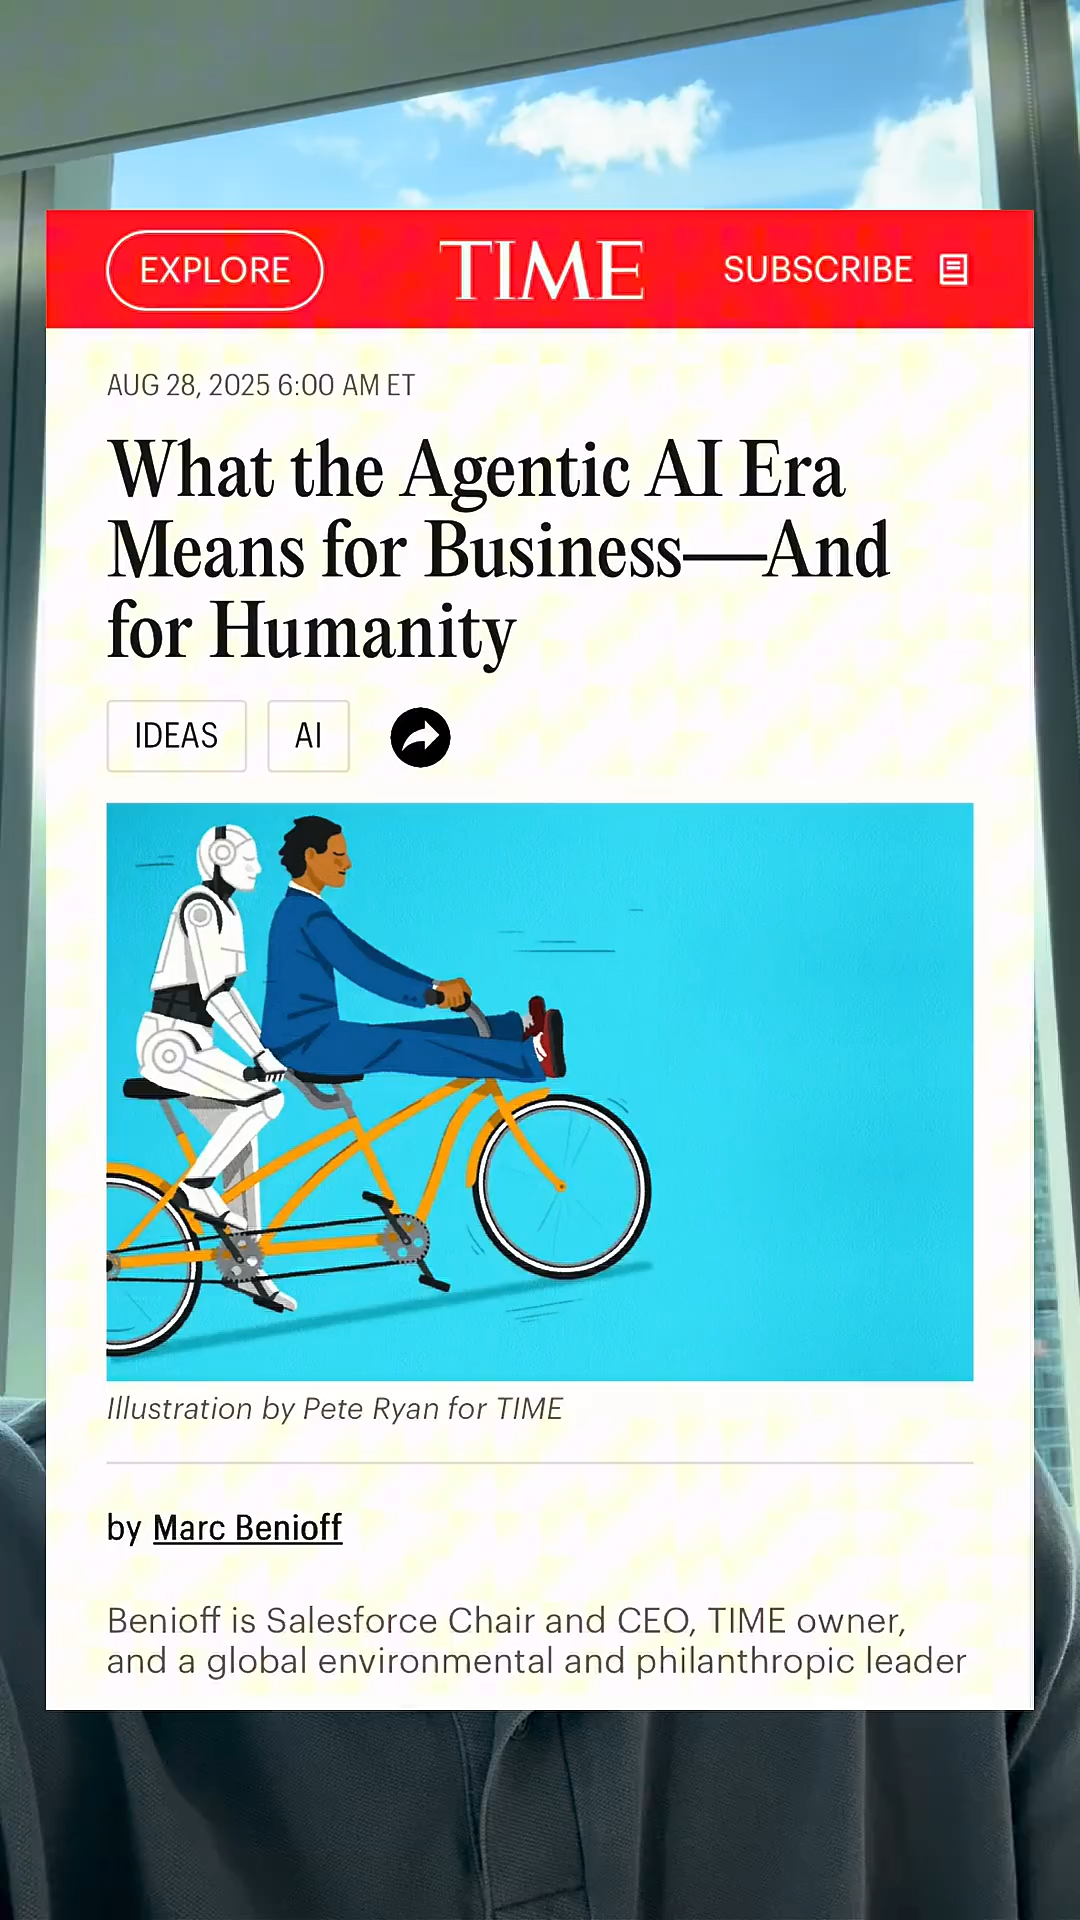 EXPLORE
TIME
SUBSCRIBE
AUG 28, 2025 6:00 AM ET
What the Agentic AI Era
Means for Business—And
for Humanity
IDEAS
AI
Illustration by Pete Ryan for TIME
by Marc Benioff
Benioff is Salesforce Chair and CEO, TIME owner,
and a global environmental and philanthropic leader